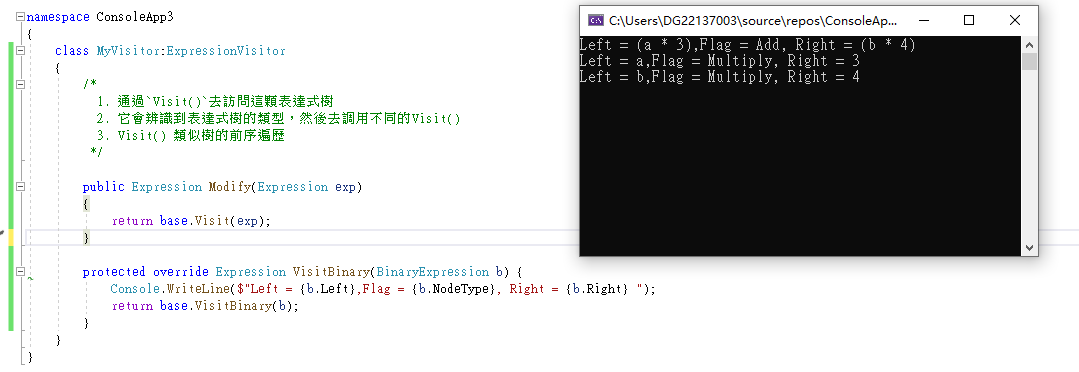 namespace ConsoleApp3
{
class MyVisitor:ExpressionVisitor
{
/*
1. 通過`Visit()`去訪問這顆表達式樹
2. 它會辨識到表達式樹的類型，然後去調用不同的Visit()
3. Visit() 類似樹的前序遍歷
*/
public Expression Modify(Expression exp)
{
return base.Visit(exp);
}
protected override Expression VisitBinary(BinaryExpression b) {
Console.WriteLine($"Left = {b.Left},Flag = {b.NodeType}, Right = {b.Right} ");
return base.VisitBinary(b);
}
}
}
C:\Users\DG22137003\source\repos\ConsoleAp...
Left = (a * 3),Flag = Add, Right = (b * 4)
Left = a,Flag = Multiply, Right = 3
Left = b,Flag = Multiply, Right = 4